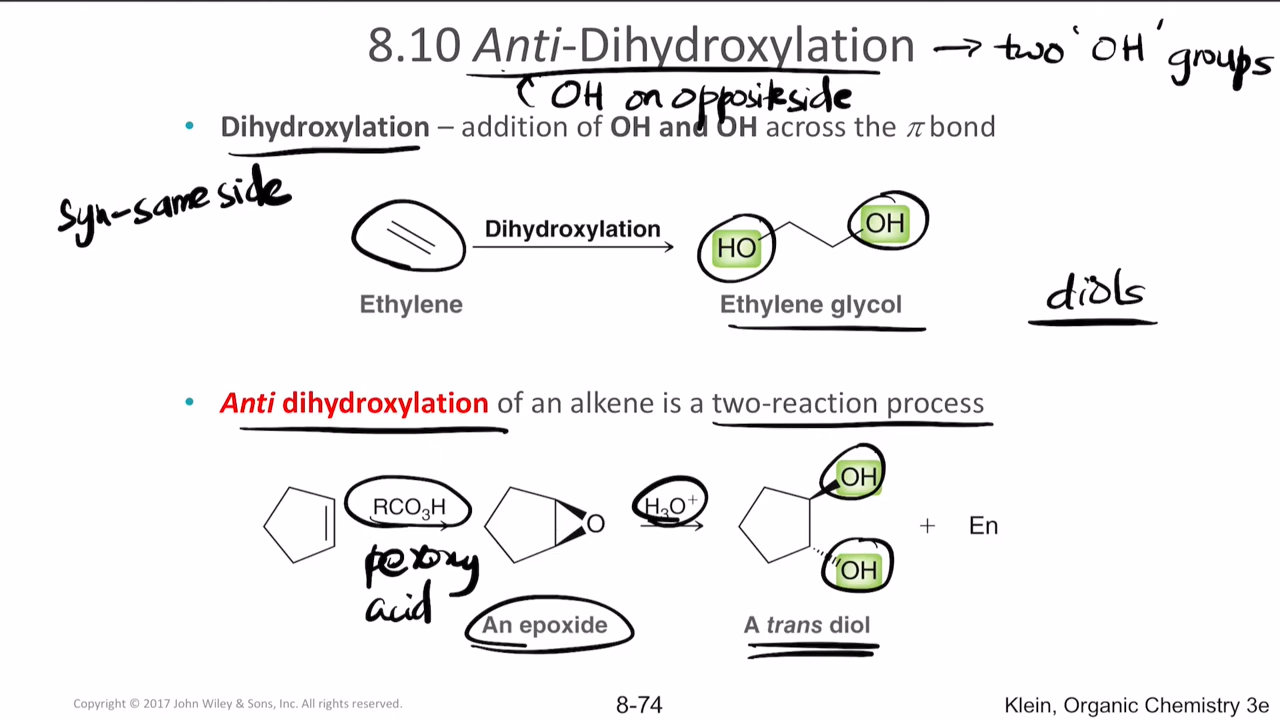 8.10 Anti-Dihydroxylation → two 'OH' groups
( OH on opposite side
• Dihydroxylation – addition of OH and OH across the π bond
Syn-same side
Dihydroxylation
HO OH
Ethylene
Ethylene glycol
diols
• Anti dihydroxylation of an alkene is a two-reaction process
RCO₃H O H₃O⁺ OH
OH + En
peroxy
acid
An epoxide
A trans diol
Copyright © 2017 John Wiley & Sons, Inc. All rights reserved.
8-74
Klein, Organic Chemistry 3e